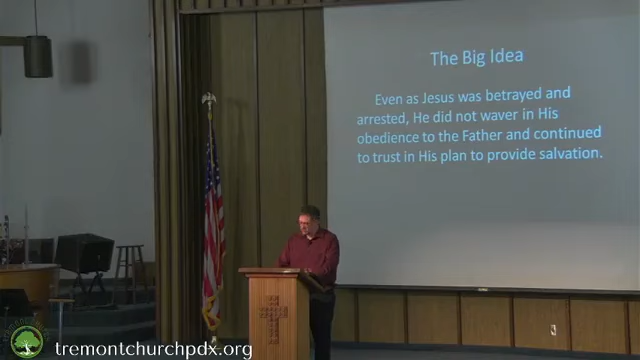 The Big Idea
Even as Jesus was betrayed and
arrested, He did not waver in His
obedience to the Father and continued
to trust in His plan to provide salvation.
tremontchurchpdx.org